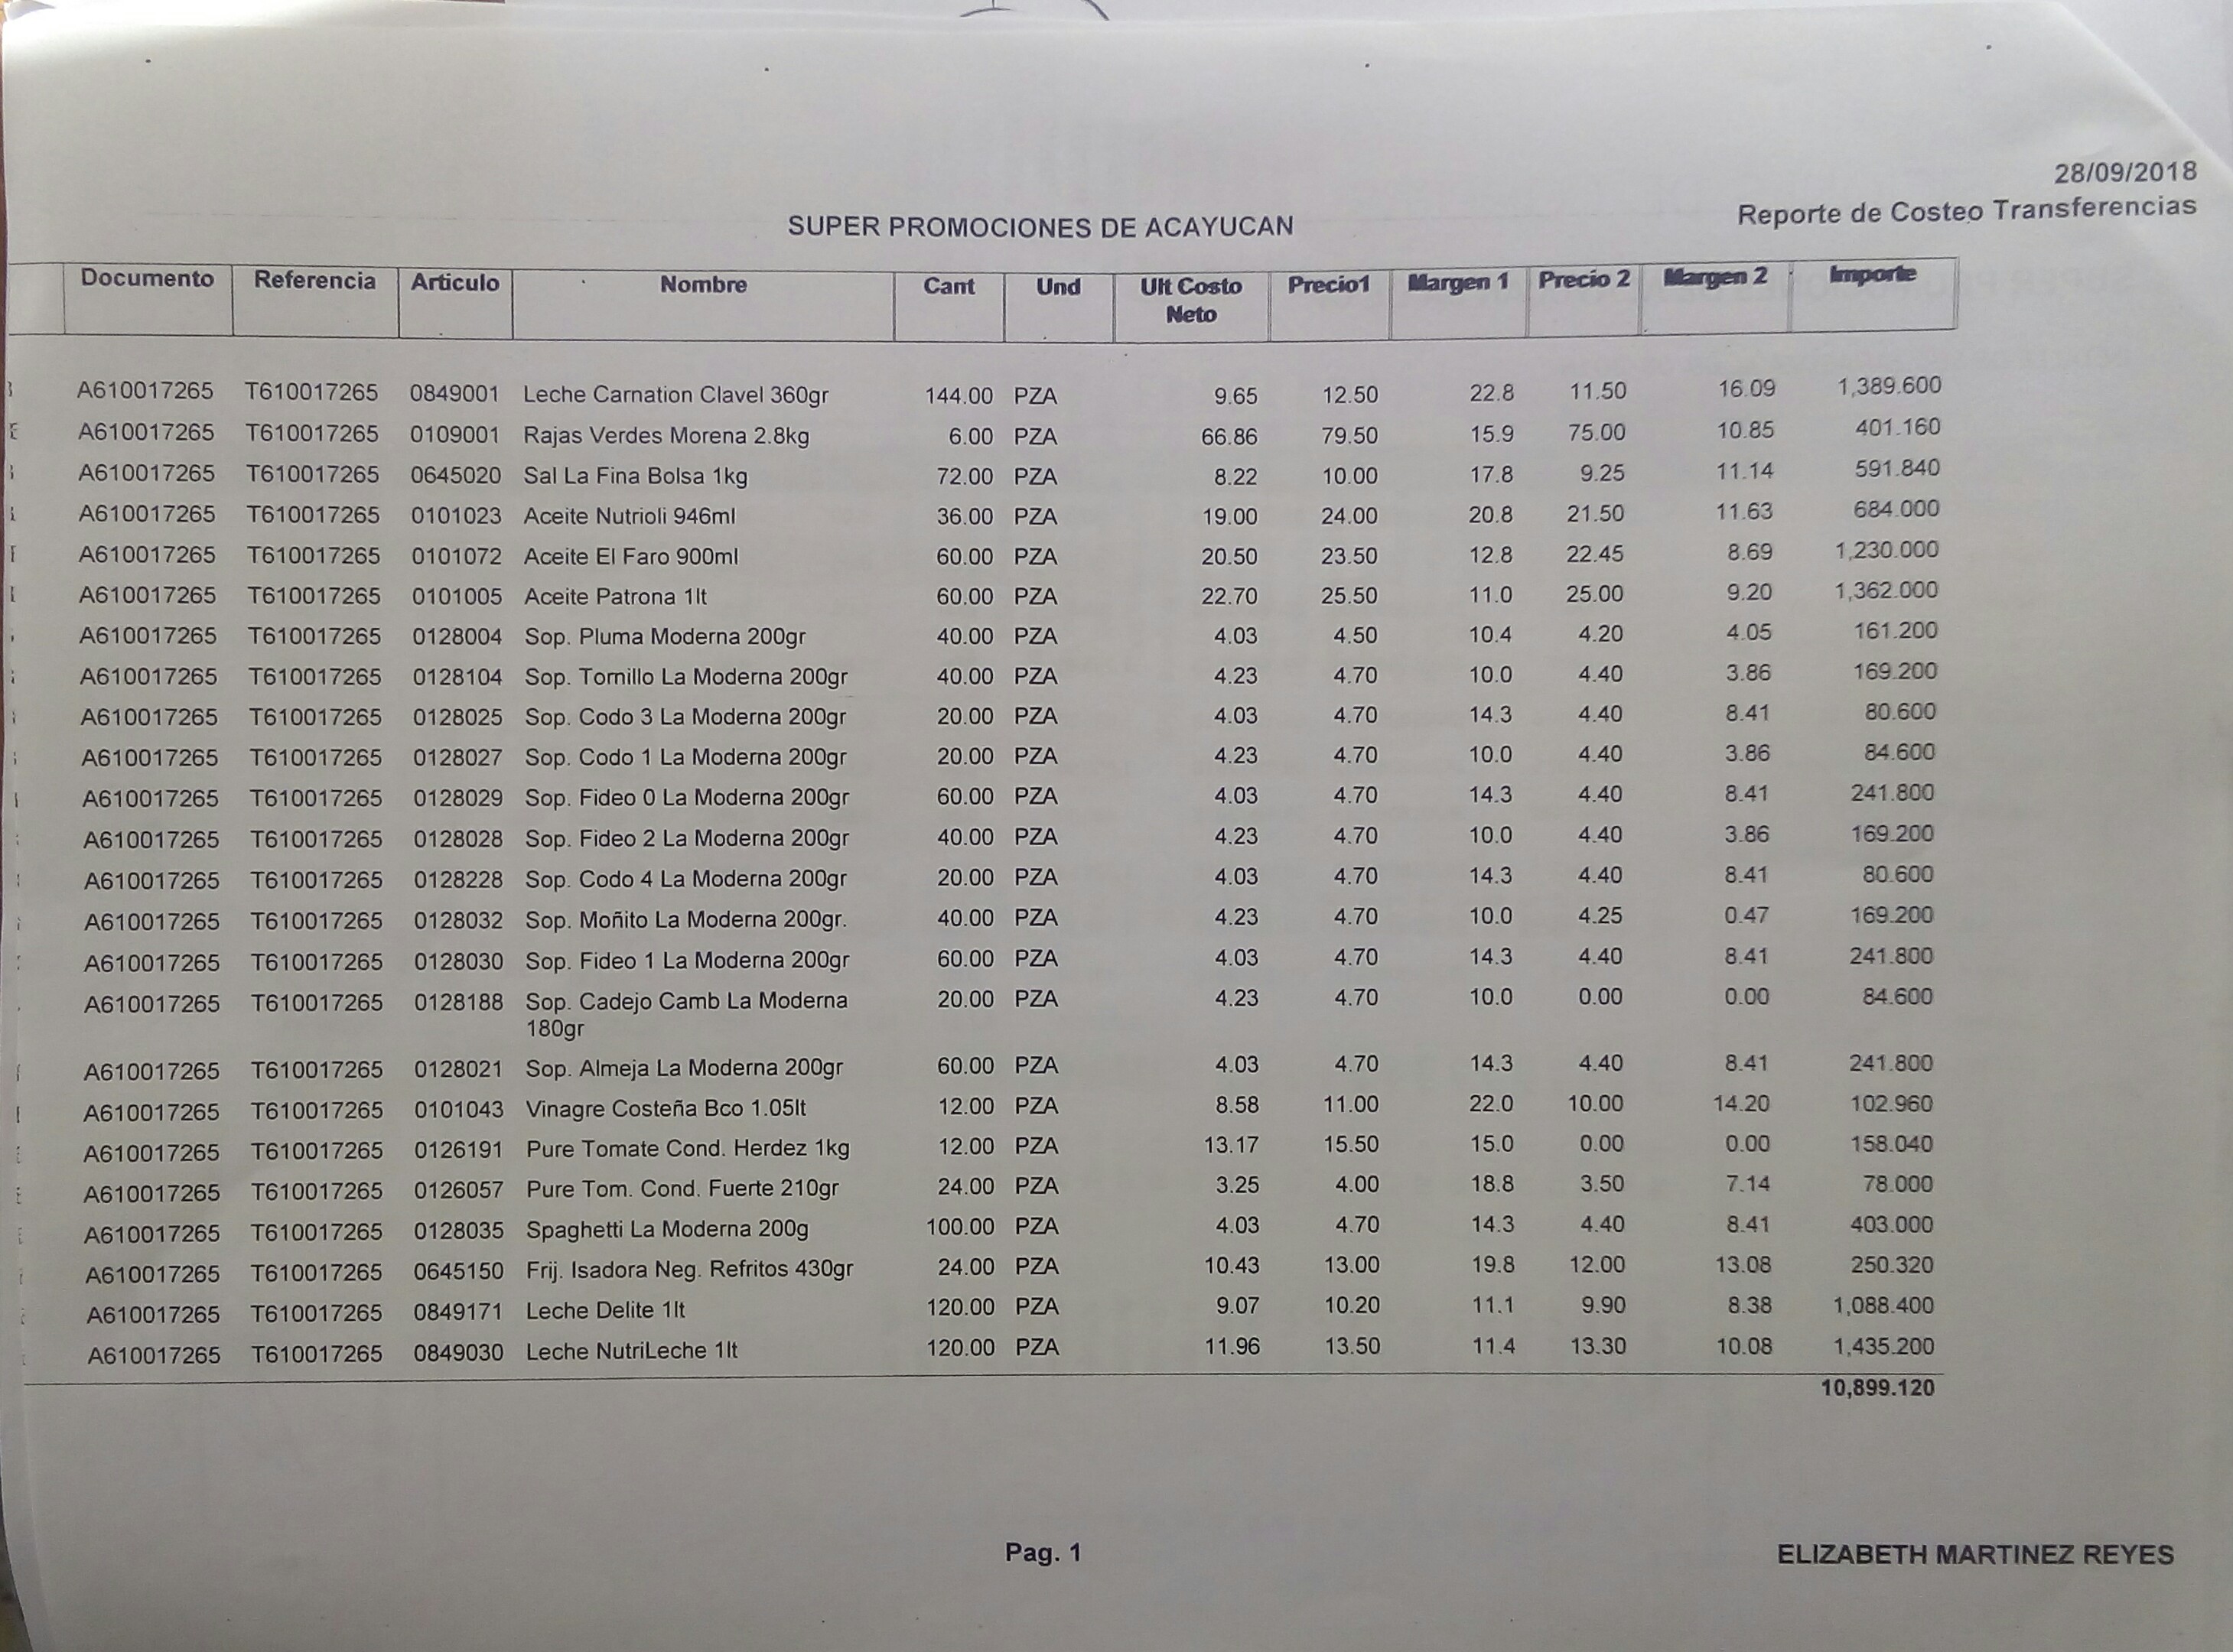 28/09/2018
Reporte de Costeo Transferencias
SUPER PROMOCIONES DE ACAYUCAN
Documento Referencia Articulo Nombre Cant Und Ult Costo Neto Precio1 Margen 1 Precio 2 Margen 2 Importe
A610017265 T610017265 0849001 Leche Carnation Clavel 360gr 144.00 PZA 9.65 12.50 22.8 11.50 16.09 1,389.600
A610017265 T610017265 0109001 Rajas Verdes Morena 2.8kg 6.00 PZA 66.86 79.50 15.9 75.00 10.85 401.160
A610017265 T610017265 0645020 Sal La Fina Bolsa 1kg 72.00 PZA 8.22 10.00 17.8 9.25 11.14 591.840
A610017265 T610017265 0101023 Aceite Nutrioli 946ml 36.00 PZA 19.00 24.00 20.8 21.50 11.63 684.000
A610017265 T610017265 0101072 Aceite El Faro 900ml 60.00 PZA 20.50 23.50 12.8 22.45 8.69 1,230.000
A610017265 T610017265 0101005 Aceite Patrona 1lt 60.00 PZA 22.70 25.50 11.0 25.00 9.20 1,362.000
A610017265 T610017265 0128004 Sop. Pluma Moderna 200gr 40.00 PZA 4.03 4.50 10.4 4.20 4.05 161.200
A610017265 T610017265 0128104 Sop. Tornillo La Moderna 200gr 40.00 PZA 4.23 4.70 10.0 4.40 3.86 169.200
A610017265 T610017265 0128025 Sop. Codo 3 La Moderna 200gr 20.00 PZA 4.03 4.70 14.3 4.40 8.41 80.600
A610017265 T610017265 0128027 Sop. Codo 1 La Moderna 200gr 20.00 PZA 4.23 4.70 10.0 4.40 3.86 84.600
A610017265 T610017265 0128029 Sop. Fideo 0 La Moderna 200gr 60.00 PZA 4.03 4.70 14.3 4.40 8.41 241.800
A610017265 T610017265 0128028 Sop. Fideo 2 La Moderna 200gr 40.00 PZA 4.23 4.70 10.0 4.40 3.86 169.200
A610017265 T610017265 0128228 Sop. Codo 4 La Moderna 200gr 20.00 PZA 4.03 4.70 14.3 4.40 8.41 80.600
A610017265 T610017265 0128032 Sop. Moñito La Moderna 200gr. 40.00 PZA 4.23 4.70 10.0 4.25 0.47 169.200
A610017265 T610017265 0128030 Sop. Fideo 1 La Moderna 200gr 60.00 PZA 4.03 4.70 14.3 4.40 8.41 241.800
A610017265 T610017265 0128188 Sop. Cadejo Camb La Moderna 20.00 PZA 4.23 4.70 10.0 0.00 0.00 84.600
180gr
A610017265 T610017265 0128021 Sop. Almeja La Moderna 200gr 60.00 PZA 4.03 4.70 14.3 4.40 8.41 241.800
A610017265 T610017265 0101043 Vinagre Costeña Bco 1.05lt 12.00 PZA 8.58 11.00 22.0 10.00 14.20 102.960
A610017265 T610017265 0126191 Pure Tomate Cond. Herdez 1kg 12.00 PZA 13.17 15.50 15.0 0.00 0.00 158.040
A610017265 T610017265 0126057 Pure Tom. Cond. Fuerte 210gr 24.00 PZA 3.25 4.00 18.8 3.50 7.14 78.000
A610017265 T610017265 0128035 Spaghetti La Moderna 200g 100.00 PZA 4.03 4.70 14.3 4.40 8.41 403.000
A610017265 T610017265 0645150 Frij. Isadora Neg. Refritos 430gr 24.00 PZA 10.43 13.00 19.8 12.00 13.08 250.320
A610017265 T610017265 0849171 Leche Delite 1lt 120.00 PZA 9.07 10.20 11.1 9.90 8.38 1,088.400
A610017265 T610017265 0849030 Leche NutriLeche 1lt 120.00 PZA 11.96 13.50 11.4 13.30 10.08 1,435.200
10,899.120
Pag. 1
ELIZABETH MARTINEZ REYES